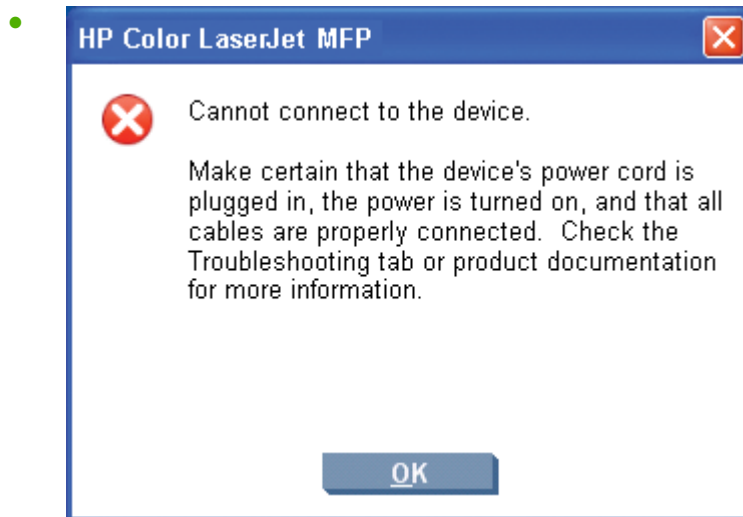 HP Color LaserJet MFP
Cannot connect to the device.
Make certain that the device's power cord is
plugged in, the power is turned on, and that all
cables are properly connected.  Check the
Troubleshooting tab or product documentation
for more information.
OK